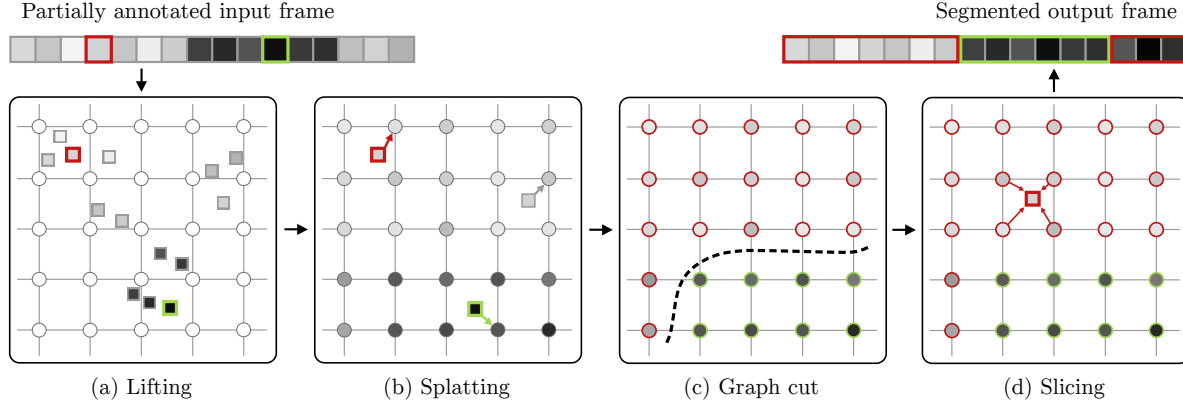 Partially annotated input frame
Segmented output frame
(a) Lifting
(b) Splatting
(c) Graph cut
(d) Slicing